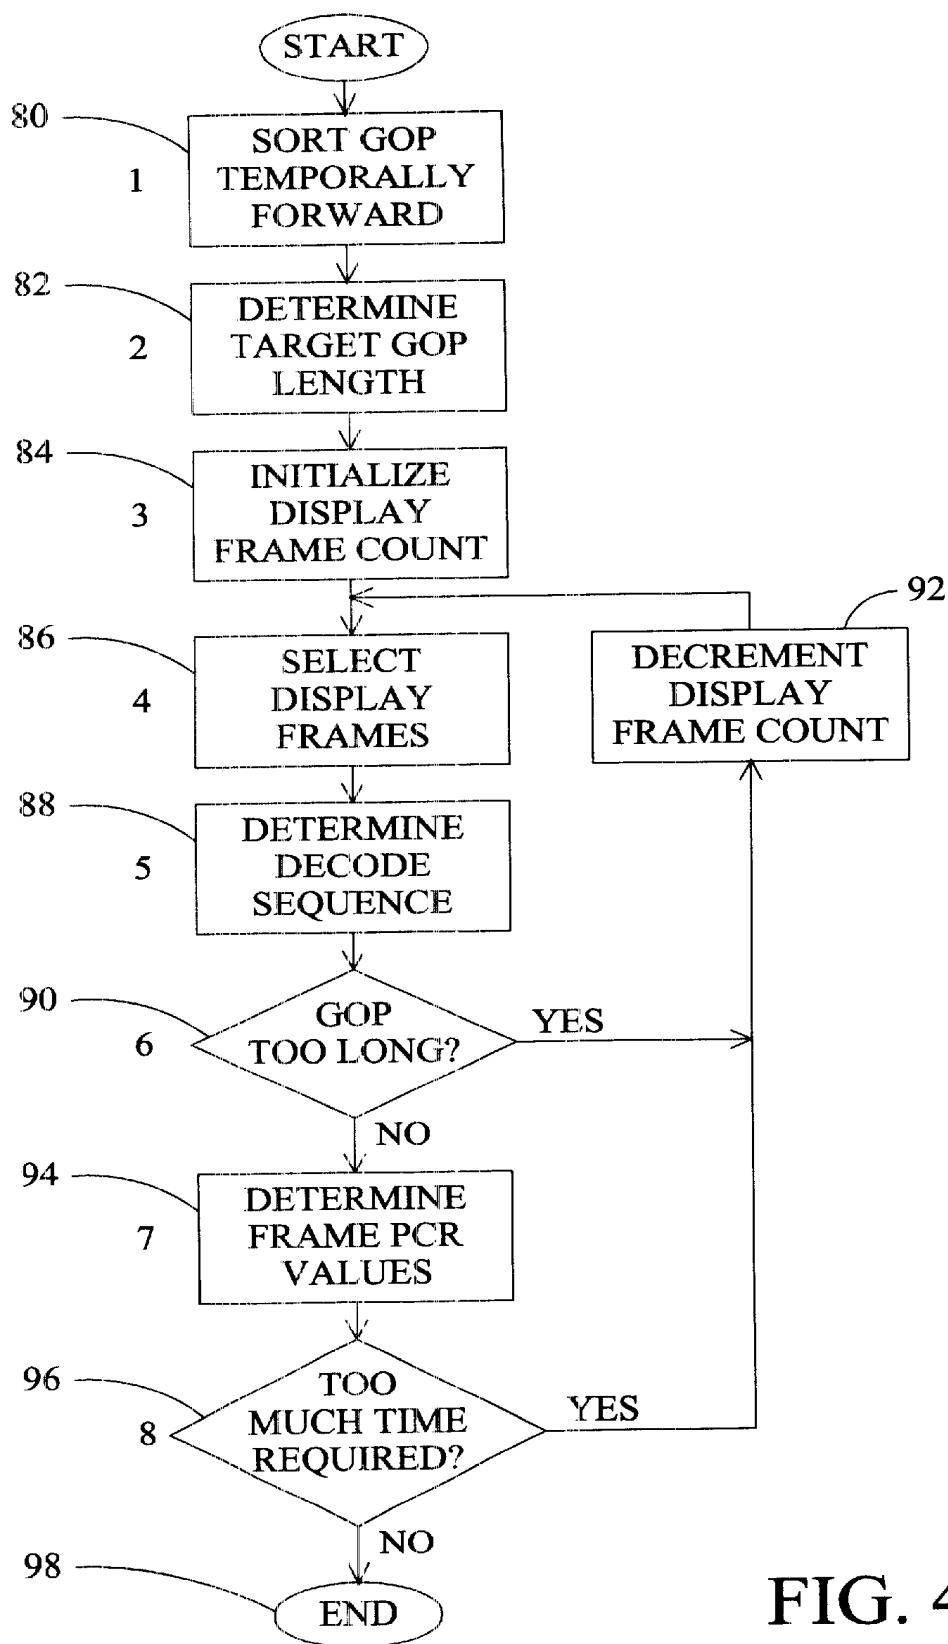 START
80
1
SORT GOP
TEMPORALLY
FORWARD
82
2
DETERMINE
TARGET GOP
LENGTH
84
3
INITIALIZE
DISPLAY
FRAME COUNT
92
DECREMENT
DISPLAY
FRAME COUNT
86
4
SELECT
DISPLAY
FRAMES
88
5
DETERMINE
DECODE
SEQUENCE
90
6
GOP
TOO LONG?
YES
NO
94
7
DETERMINE
FRAME PCR
VALUES
96
8
TOO
MUCH TIME
REQUIRED?
YES
NO
98
END
FIG. 4